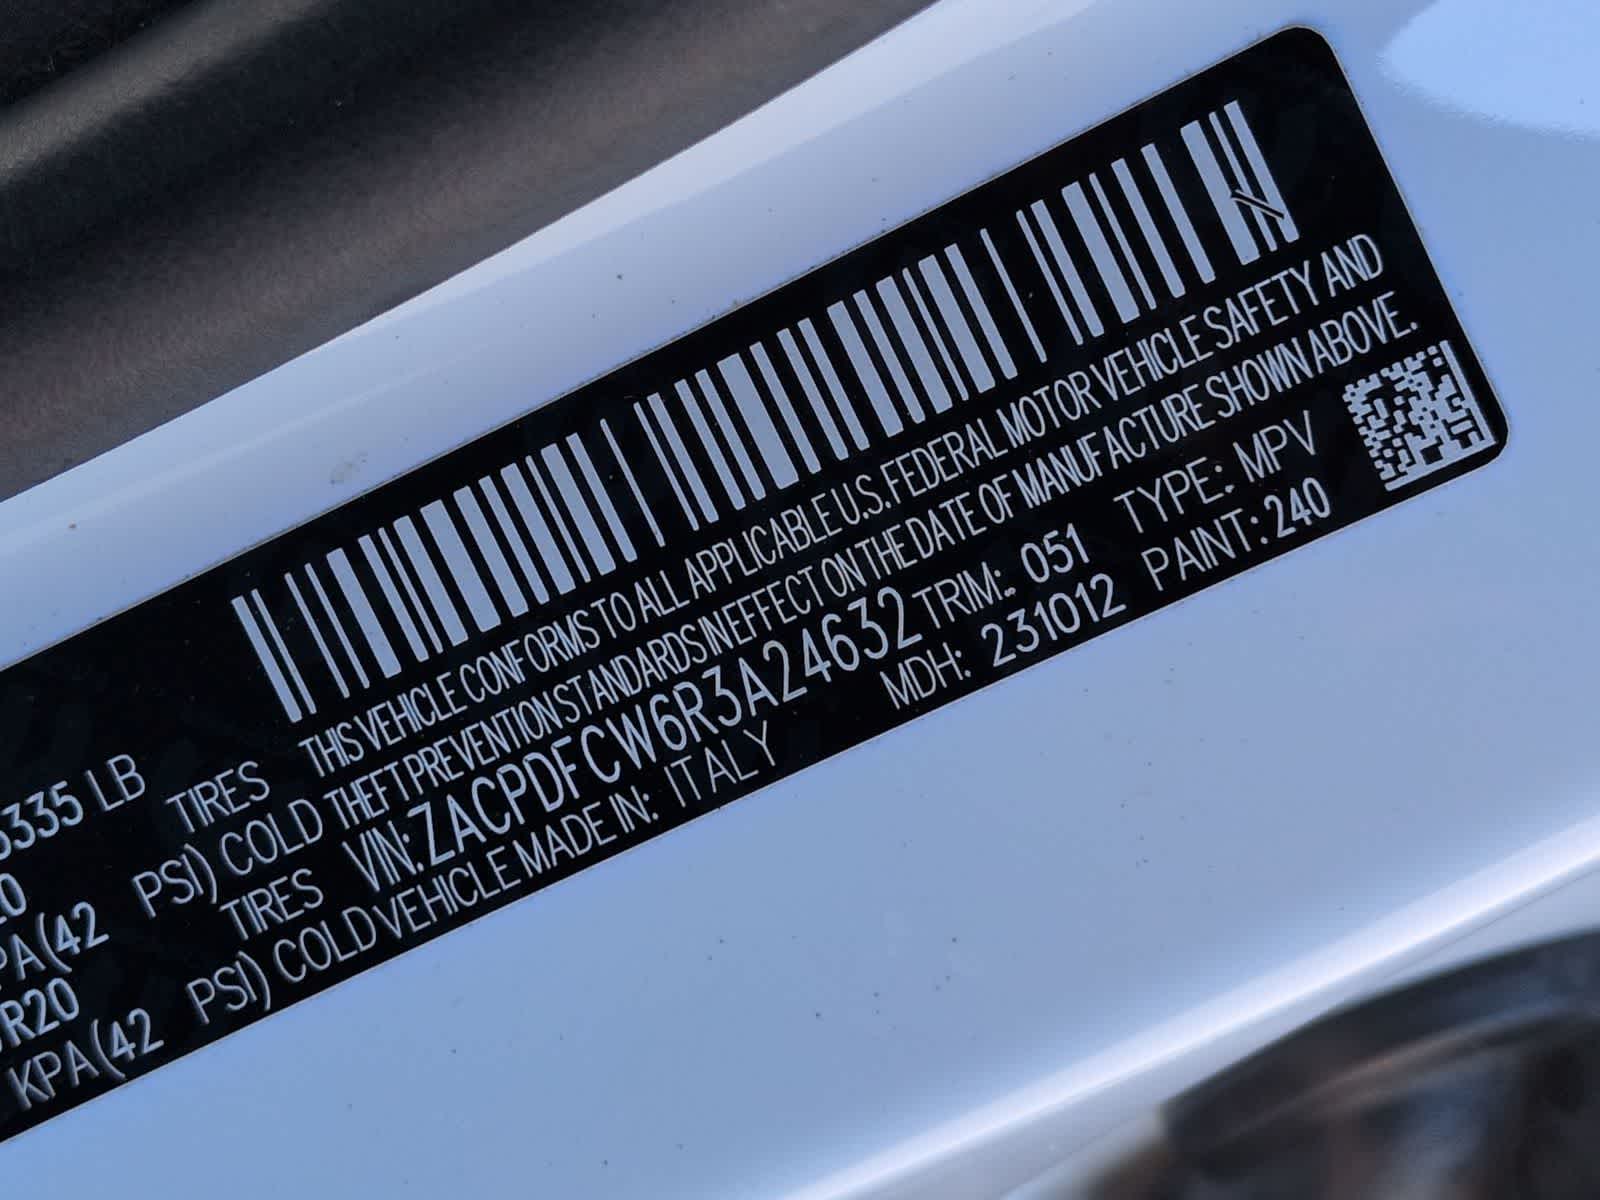 5335 LB
TIRES
THIS VEHICLE CONFORMS TO ALL APPLICABLE U.S. FEDERAL MOTOR VEHICLE SAFETY AND
PSI) COLD
THEFT PREVENTION STANDARDS IN EFFECT ON THE DATE OF MANUFACTURE SHOWN ABOVE.
PA(42
TIRES
VIN: ZACPDFCW6R3A24632
TRIM: 051
TYPE: MPV
R20
KPA(42
PSI) COLD
VEHICLE MADE IN: ITALY
MDH: 231012
PAINT: 240